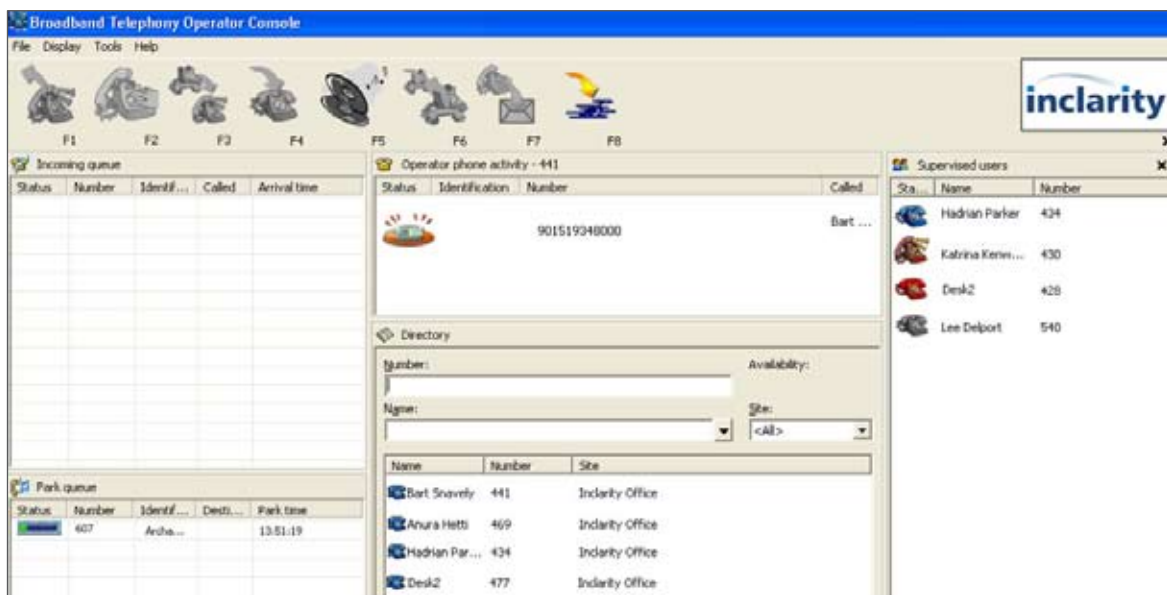 Broadband Telephony Operator Console
File Display Tools Help
inclarity
F1 F2 F3 F4 F5 F6 F7 F8
Incoming queue
Status Number Identif... Called Arrival time
Operator phone activity - 441
Status Identification Number Called
901519348000 Bart ...
Supervised users
Sta... Name Number
Hadrian Parker 434
Katrina Kenw... 430
Desk2 428
Lee Delport 540
Directory
Number: Availability:
Name: Site:
<All>
Name Number Site
Bart Snavely 441 Inclarity Office
Anura Hetti 469 Inclarity Office
Hadrian Par... 434 Inclarity Office
Desk2 477 Inclarity Office
Park queue
Status Number Identif... Desti... Park time
607 Archa... 13:51:19